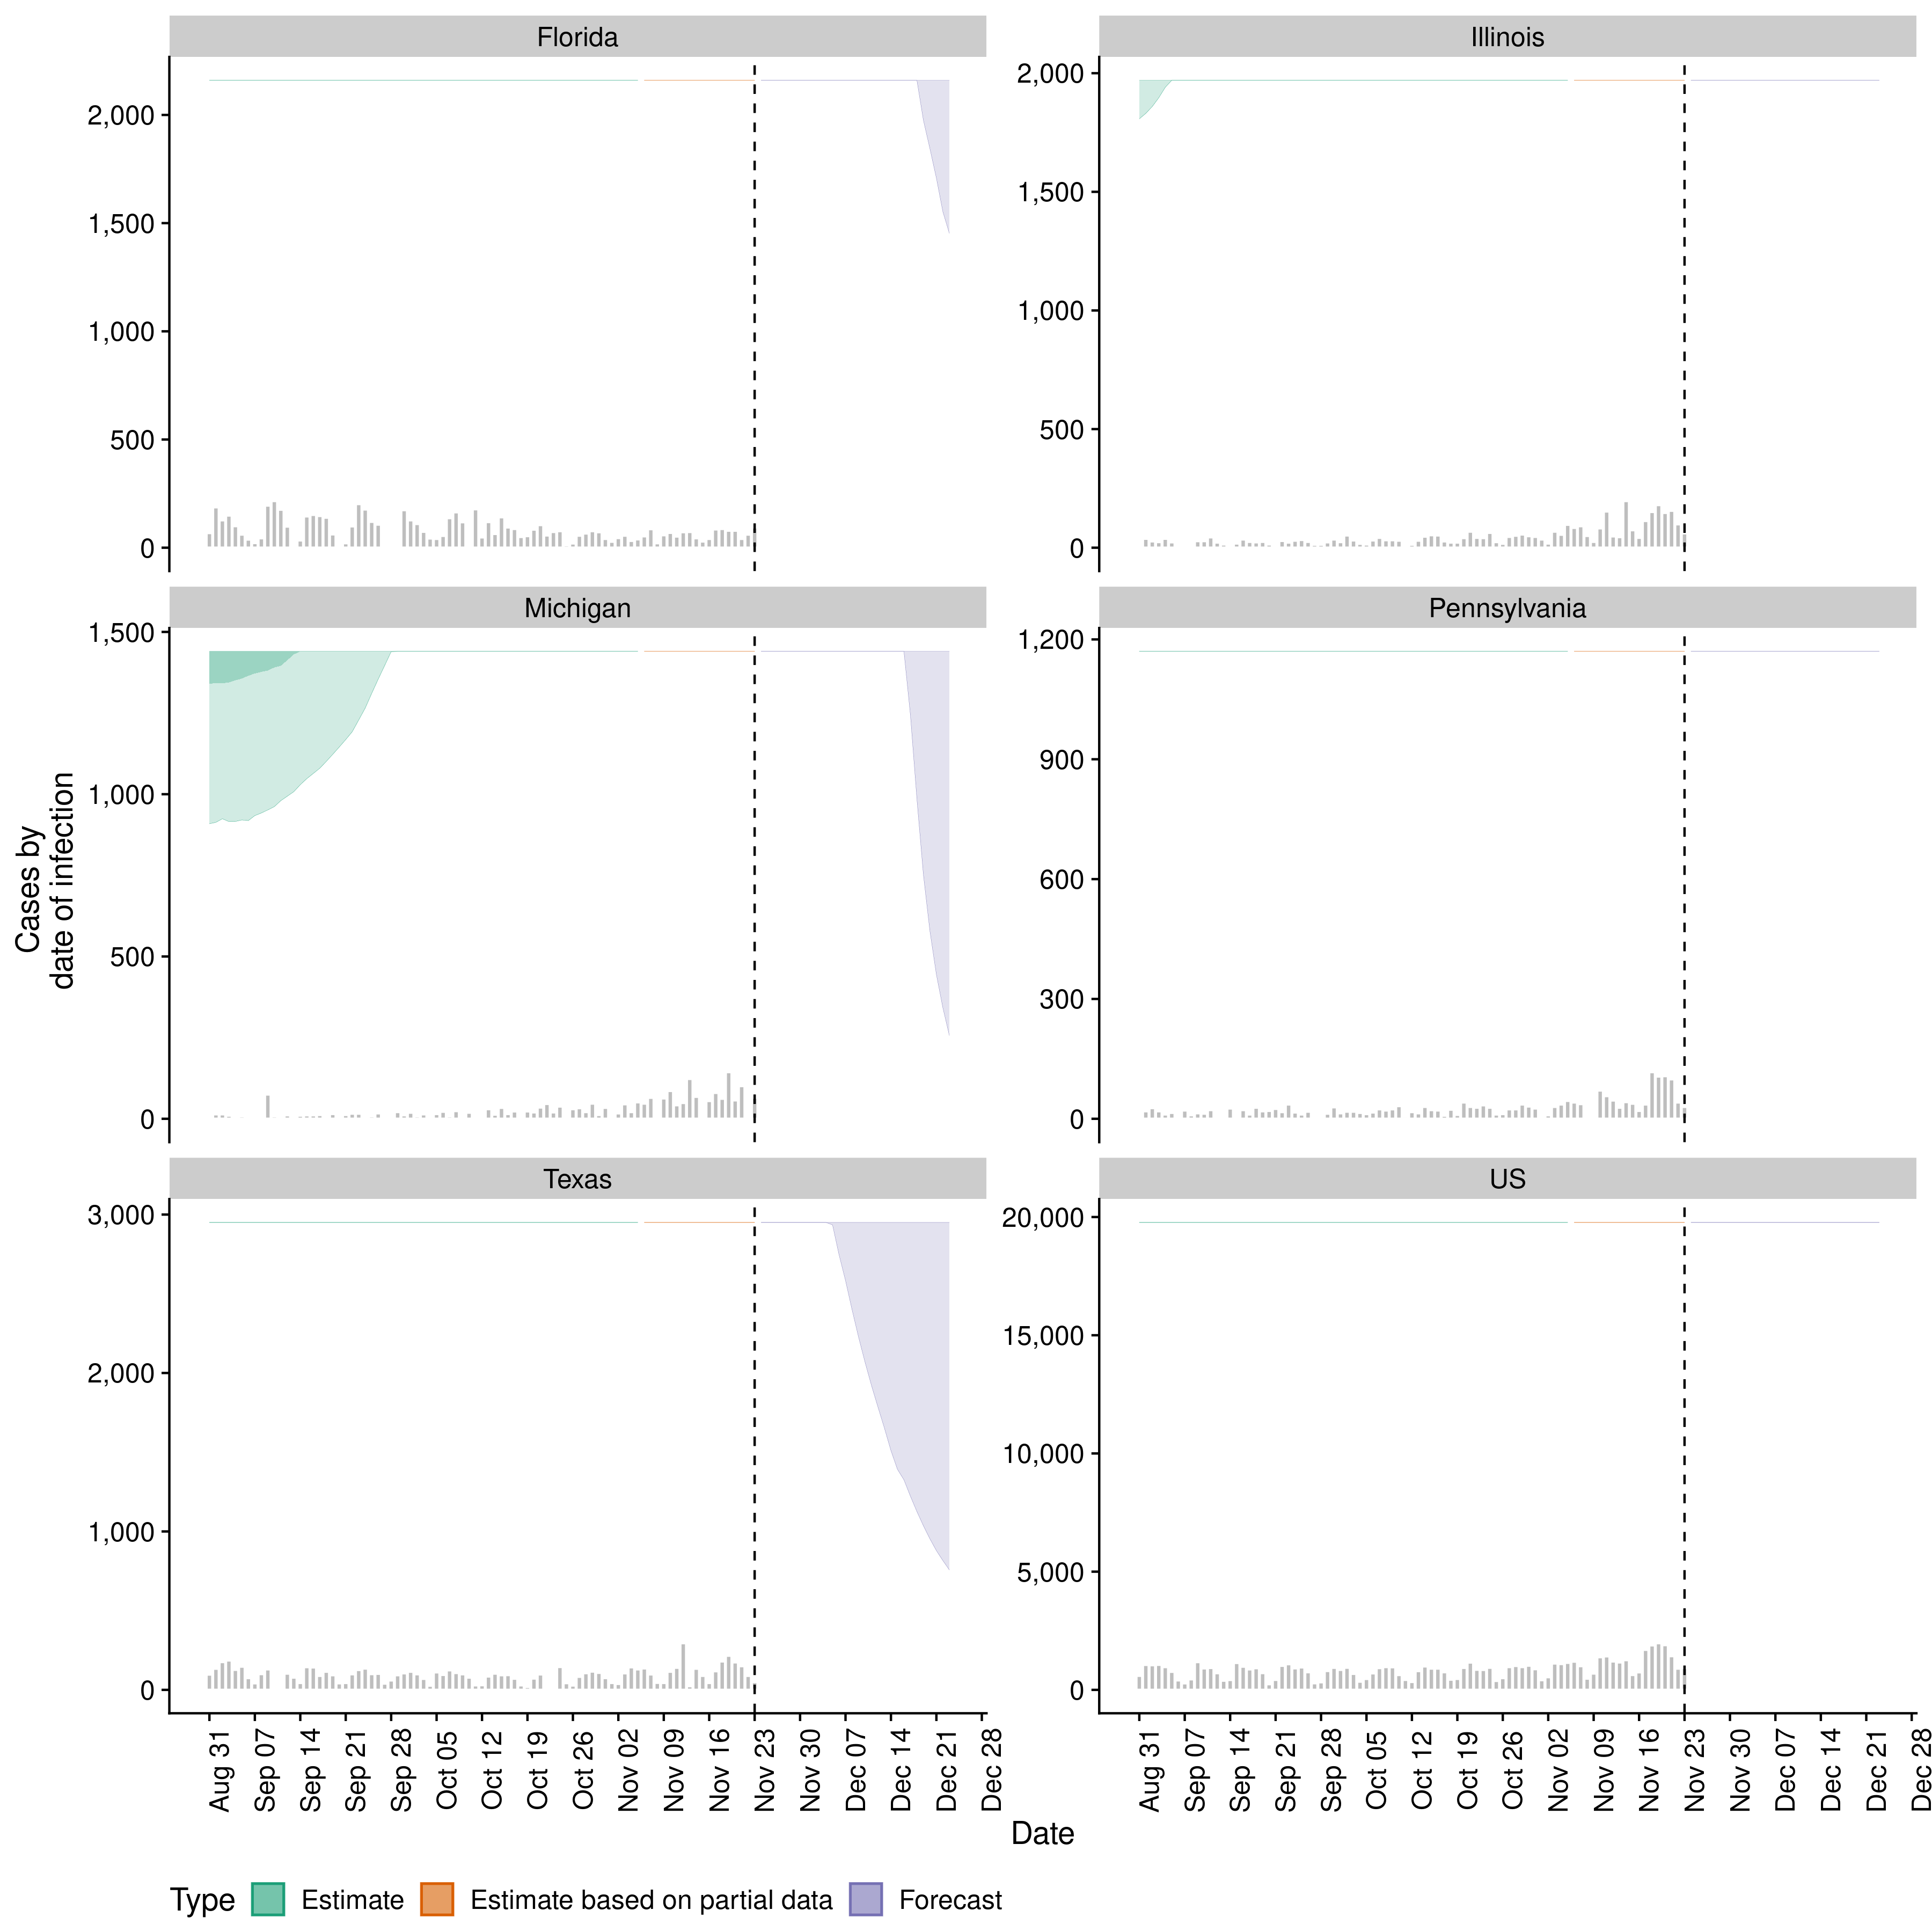 Florida
Illinois
2,000
1,500
1,000
500
0
2,000
1,500
1,000
500
0
Michigan
Pennsylvania
1,500
1,000
500
0
1,200
900
600
300
0
Texas
US
3,000
2,000
1,000
0
20,000
15,000
10,000
5,000
0
Cases by
date of infection
Aug 31
Sep 07
Sep 14
Sep 21
Sep 28
Oct 05
Oct 12
Oct 19
Oct 26
Nov 02
Nov 09
Nov 16
Nov 23
Nov 30
Dec 07
Dec 14
Dec 21
Dec 28
Aug 31
Sep 07
Sep 14
Sep 21
Sep 28
Oct 05
Oct 12
Oct 19
Oct 26
Nov 02
Nov 09
Nov 16
Nov 23
Nov 30
Dec 07
Dec 14
Dec 21
Dec 28
Date
Type Estimate Estimate based on partial data Forecast